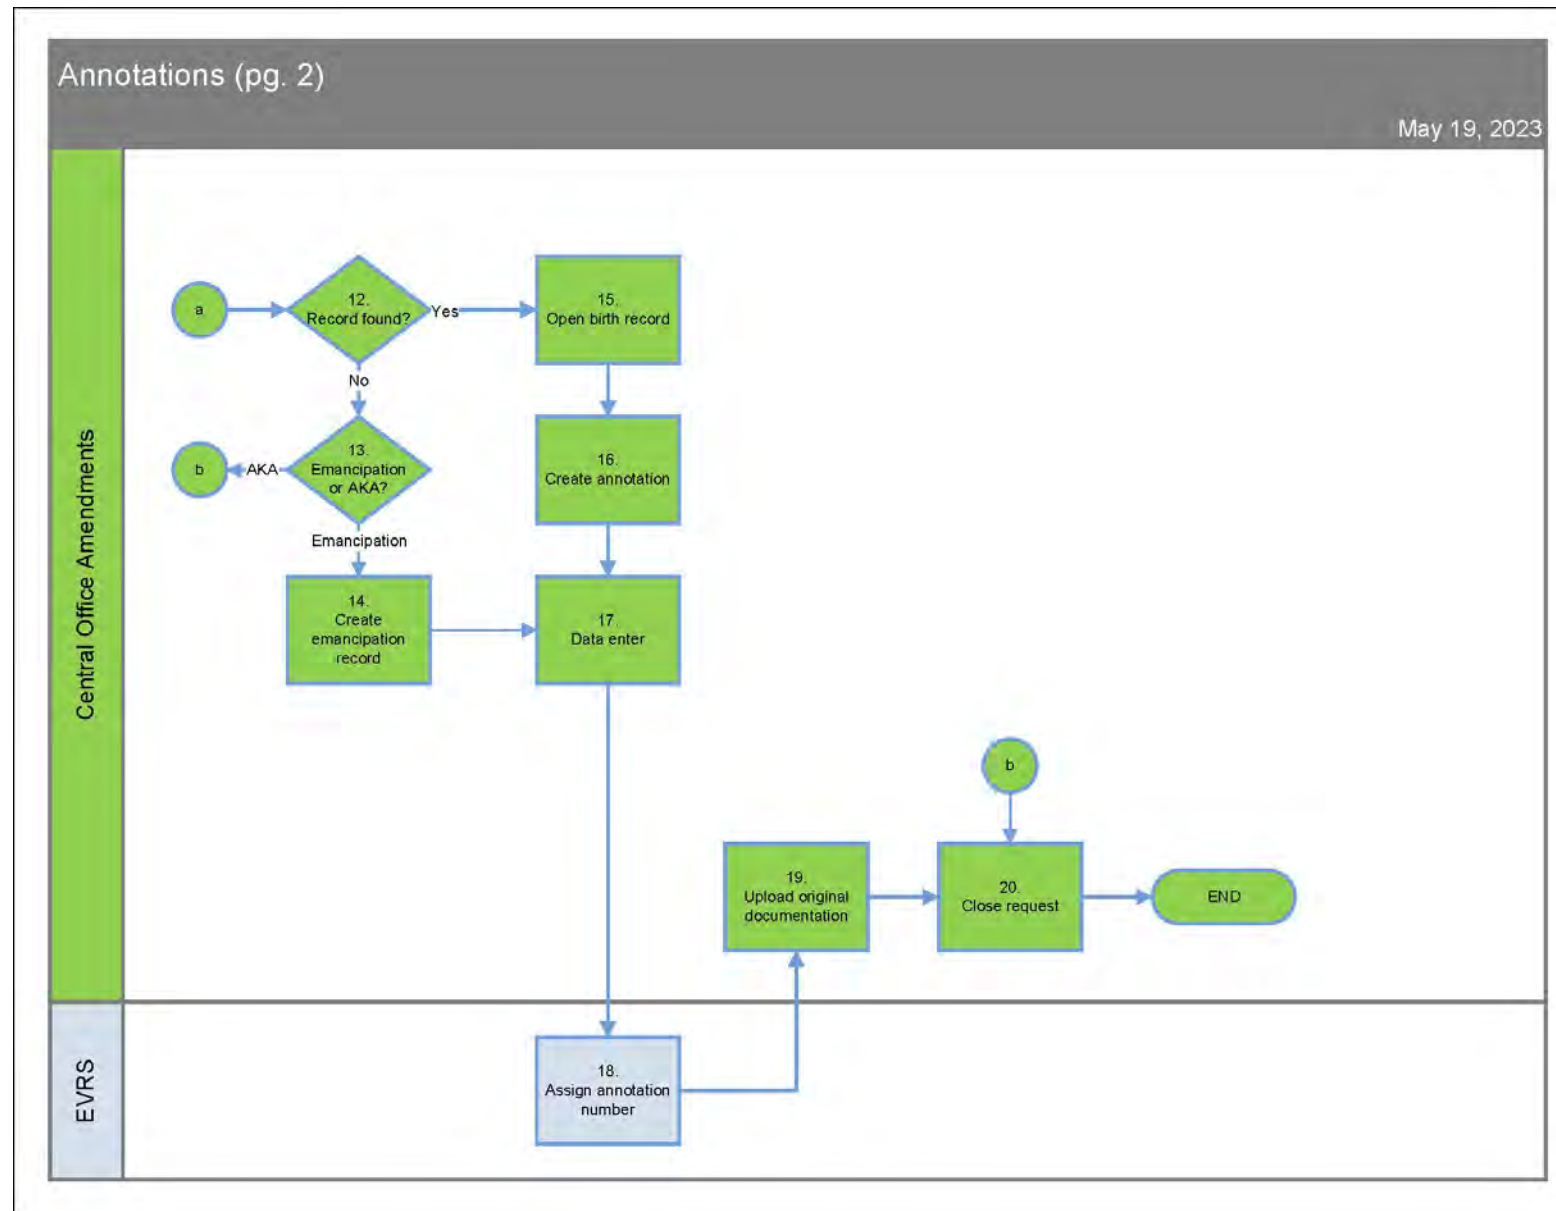 Annotations (pg. 2)
May 19, 2023
Central Office Amendments
a
12.
Record found?
Yes
15.
Open birth record
No
b
AKA
13.
Emancipation
or AKA?
16.
Create annotation
Emancipation
14.
Create
emancipation
record
17.
Data enter
b
19.
Upload original
documentation
20.
Close request
END
EVRS
18.
Assign annotation
number